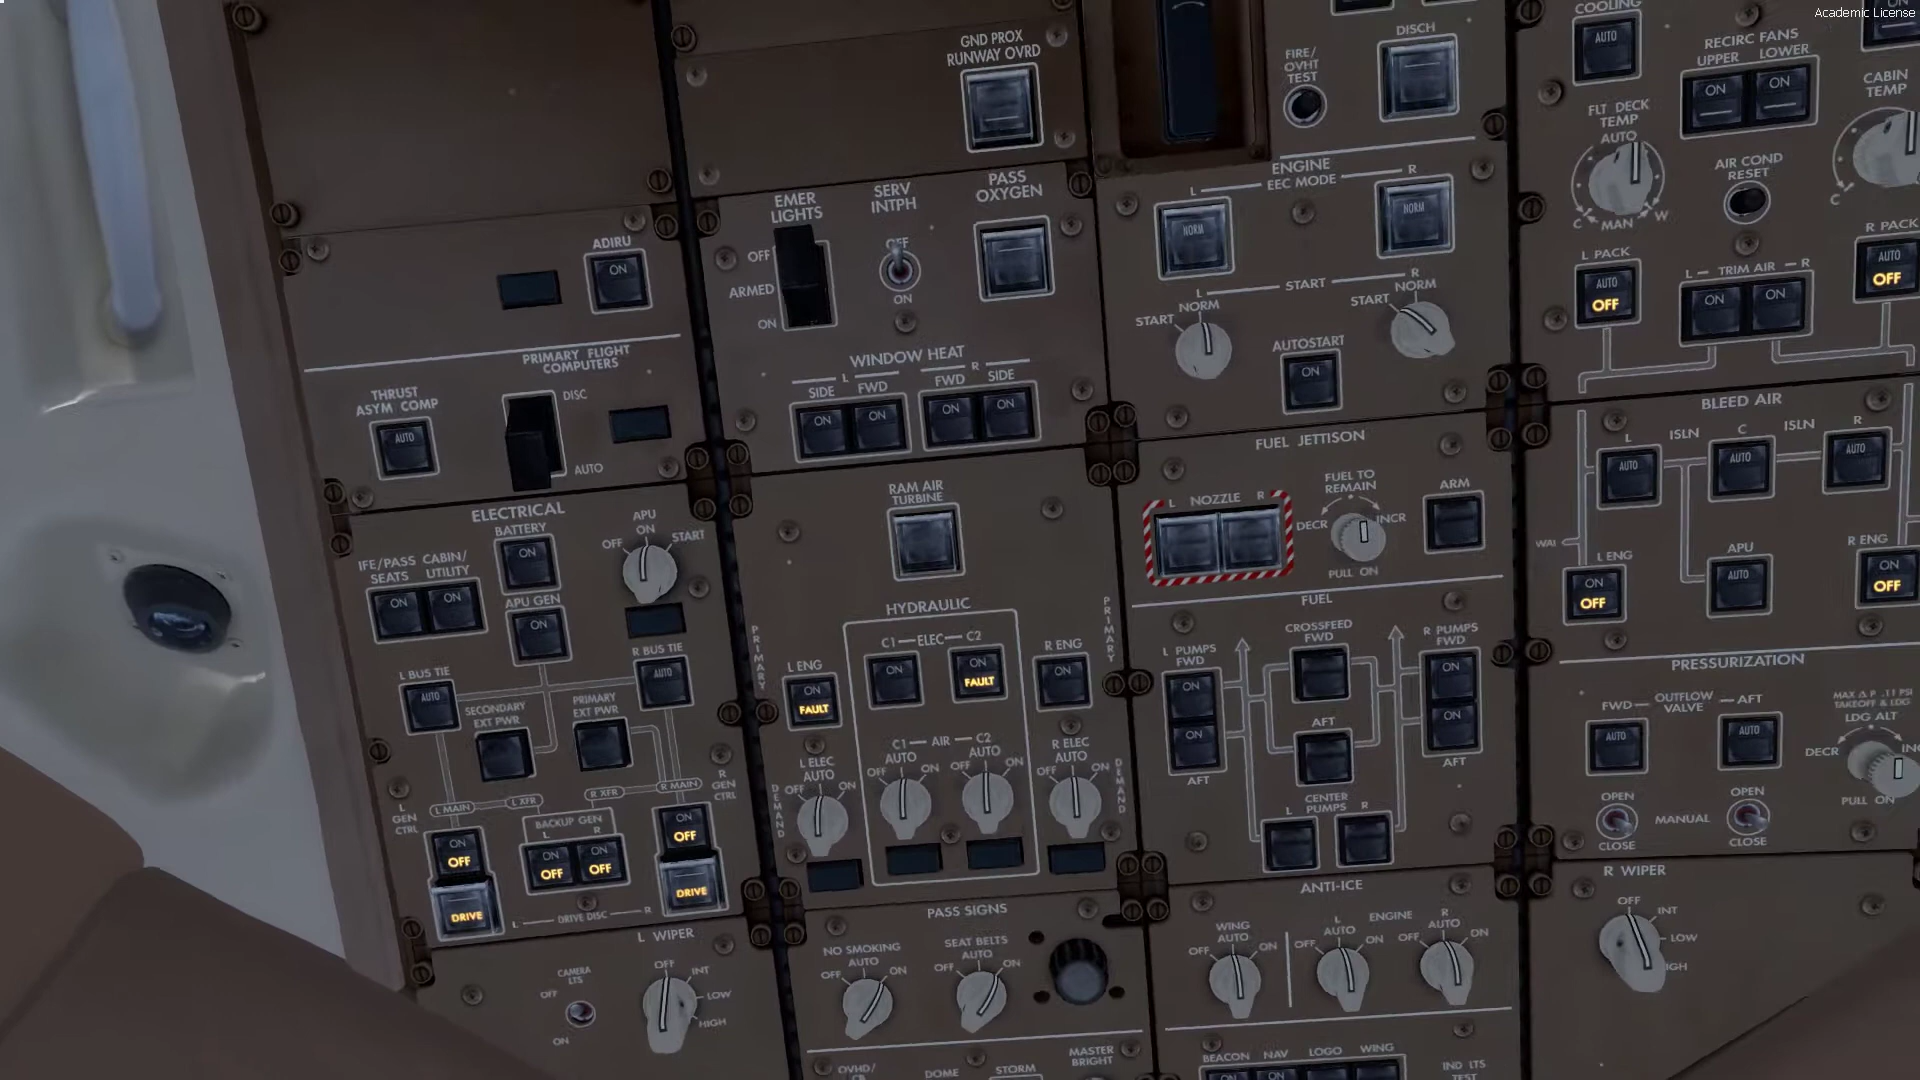 Academic License
GND PROX
RUNWAY OVRD
FIRE/
OVHT
TEST
DISCH
COOLING
AUTO
RECIRC FANS
UPPER LOWER
ON ON
ON
CABIN
TEMP
C
FLT DECK
TEMP
AUTO
C MAN W
AIR COND
RESET
ADIRU
ON
EMER
LIGHTS
OFF
ARMED
ON
SERV
INTPH
OFF
ON
PASS
OXYGEN
ENGINE
L EEC MODE R
NORM NORM
L START R
START NORM
START NORM
AUTOSTART
ON
L PACK
AUTO
OFF
L TRIM AIR R
ON ON
R PACK
AUTO
OFF
PRIMARY FLIGHT
COMPUTERS
THRUST
ASYM COMP
AUTO
DISC
AUTO
WINDOW HEAT
L R
SIDE FWD FWD SIDE
ON ON ON ON
BLEED AIR
L ISLN C ISLN R
AUTO AUTO AUTO
WAI
L ENG
ON
OFF
APU
AUTO
R ENG
ON
OFF
ELECTRICAL
BATTERY
ON
APU
OFF ON START
IFE/PASS
SEATS
CABIN/
UTILITY
ON ON
APU GEN
ON
L BUS TIE
AUTO
R BUS TIE
AUTO
SECONDARY
EXT PWR
PRIMARY
EXT PWR
L MAIN L XFR R XFR R MAIN
L
GEN
CTRL
ON
OFF
DRIVE
BACKUP GEN
L R
ON ON
OFF OFF
R
GEN
CTRL
ON
OFF
DRIVE
L DRIVE DISC R
RAM AIR
TURBINE
HYDRAULIC
PRIMARY
PRIMARY
L ENG
ON
FAULT
C1 ELEC C2
ON ON
FAULT
R ENG
ON
DEMAND
DEMAND
L ELEC
AUTO
OFF ON
C1 AIR C2
AUTO AUTO
OFF ON OFF ON
R ELEC
AUTO
OFF ON
FUEL JETTISON
L NOZZLE R
FUEL TO
REMAIN
DECR INCR
PULL ON
ARM
FUEL
CROSSFEED
FWD
AFT
L PUMPS
FWD
ON
ON
AFT
R PUMPS
FWD
ON
ON
AFT
CENTER
L PUMPS R
PRESSURIZATION
FWD OUTFLOW
VALVE AFT
AUTO AUTO
MAX Δ P .11 PSI
TAKEOFF & LDG
LDG ALT
DECR INC
PULL ON
OPEN OPEN
MANUAL
CLOSE CLOSE
L WIPER
OFF
INT
LOW
HIGH
CAMERA
LTS
OFF
ON
PASS SIGNS
NO SMOKING
AUTO
OFF ON
SEAT BELTS
AUTO
OFF ON
ANTI-ICE
WING
AUTO
OFF ON
ENGINE
L R
AUTO AUTO
OFF ON OFF ON
R WIPER
OFF
INT
LOW
HIGH
OVHD/
DOME STORM
MASTER
BRIGHT
BEACON NAV LOGO WING
ON ON
IND LTS
TEST